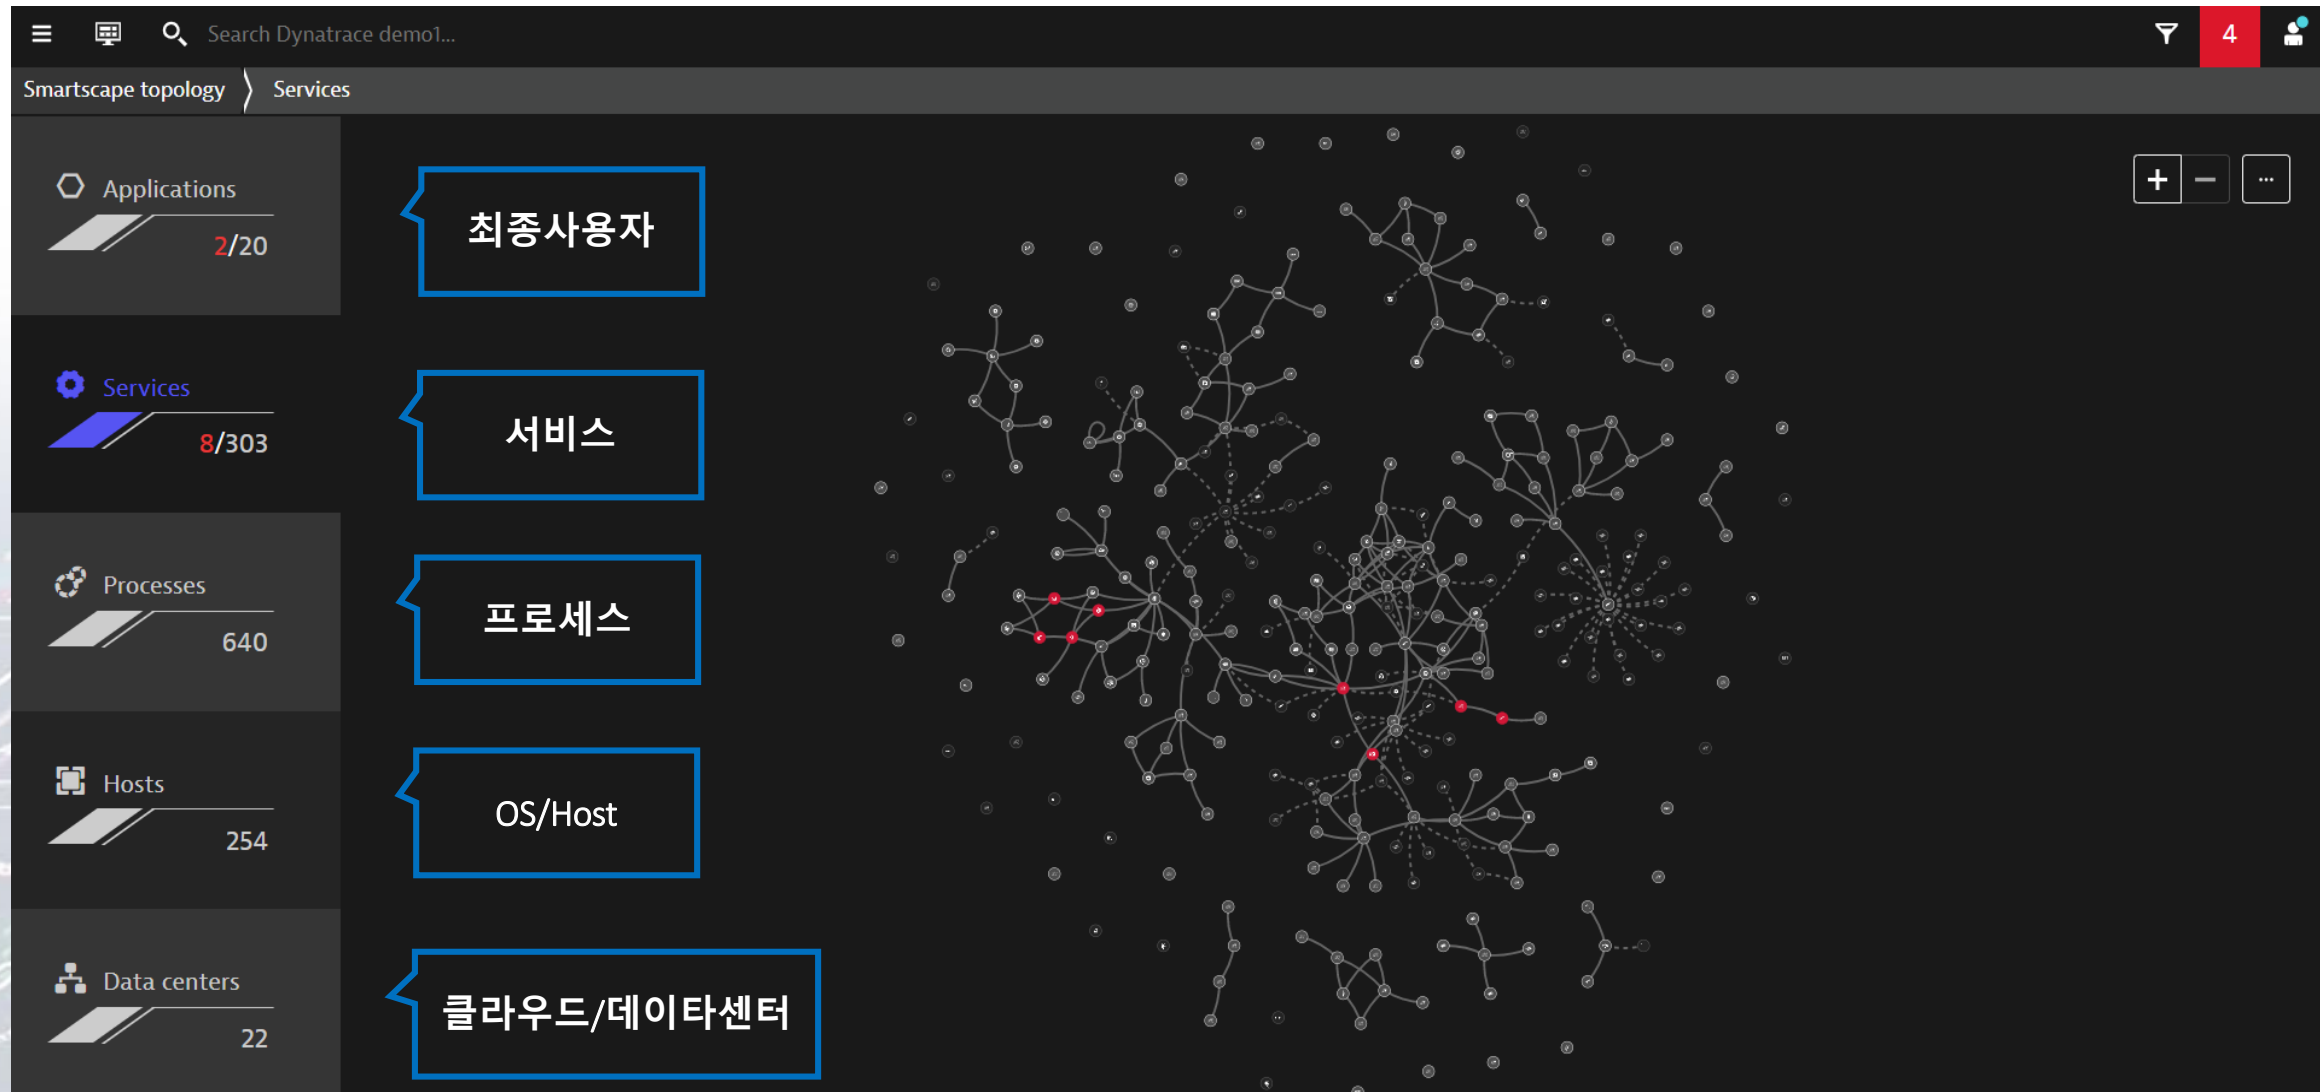 Search Dynatrace demo1...
4
Smartscape topology
Services
Applications
2/20
최종사용자
Services
8/303
서비스
Processes
640
프로세스
Hosts
254
OS/Host
Data centers
22
클라우드/데이타센터